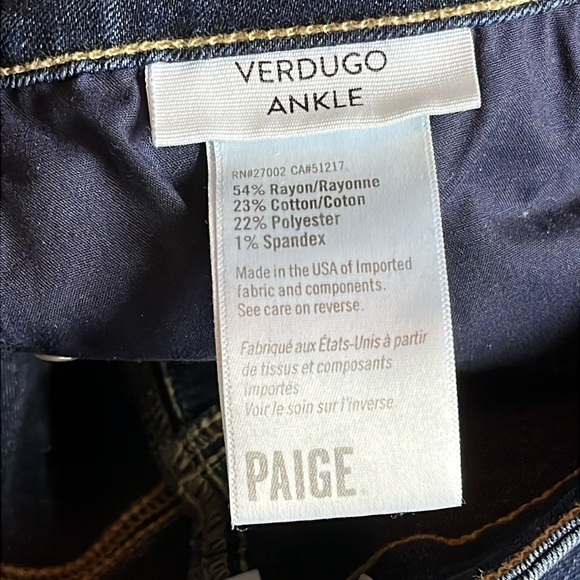 VERDUGO
ANKLE
RN#27002 CA#51217
54% Rayon/Rayonne
23% Cotton/Coton
22% Polyester
1% Spandex
Made in the USA of Imported
fabric and components.
See care on reverse.
Fabriqué aux États-Unis à partir
de tissus et composants
importés
Voir le soin sur l'inverse.
PAIGE